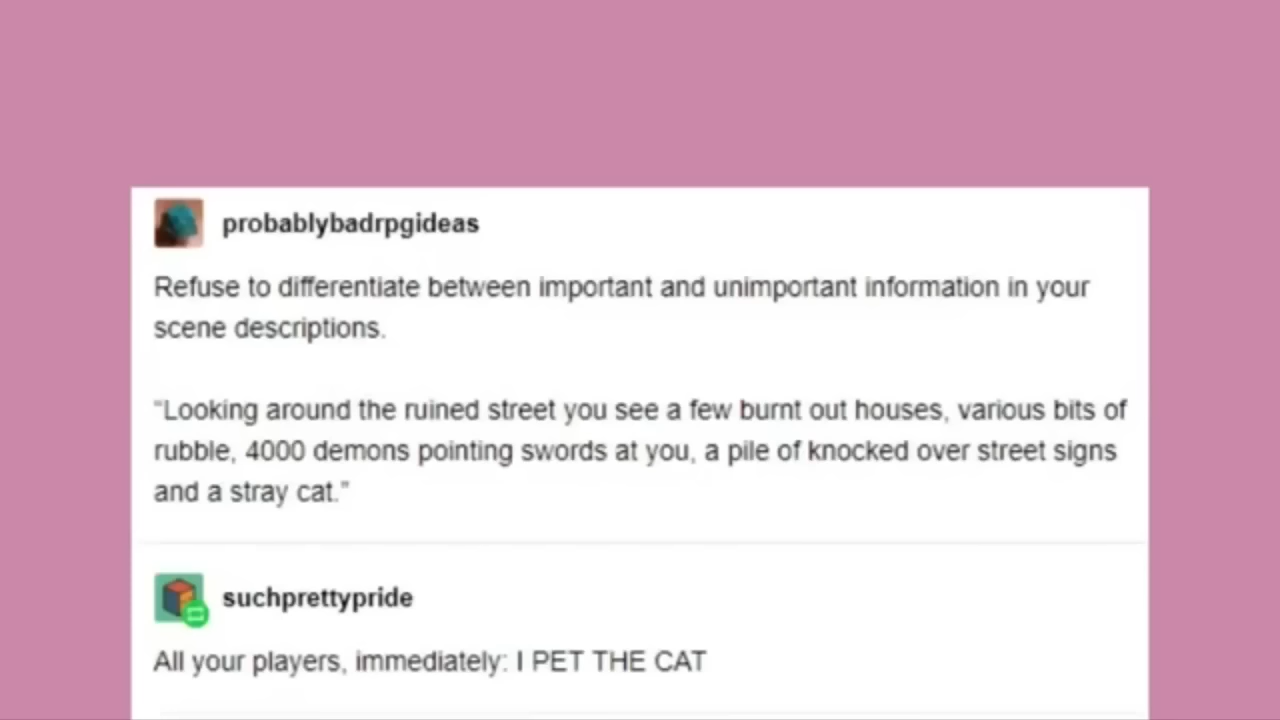 probablybadrpgideas
Refuse to differentiate between important and unimportant information in your
scene descriptions.
“Looking around the ruined street you see a few burnt out houses, various bits of
rubble, 4000 demons pointing swords at you, a pile of knocked over street signs
and a stray cat.”
suchprettypride
All your players, immediately: I PET THE CAT